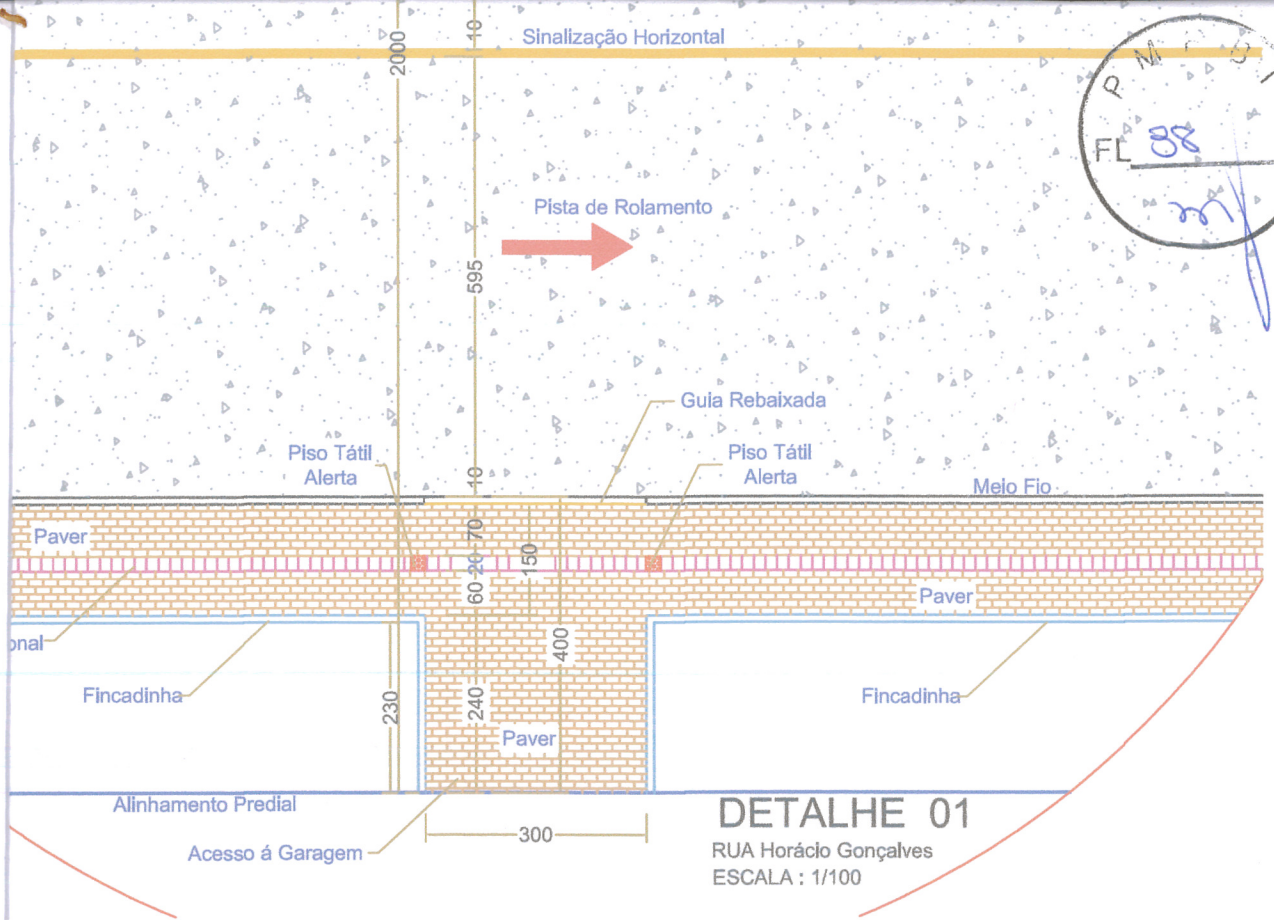 2000
10
Sinalização Horizontal
P M
FL 38
Pista de Rolamento
595
Guia Rebaixada
Piso Tátil
Alerta
10
Piso Tátil
Alerta
Meio Fio
Paver
70
20
60
150
Paver
onal
400
Fincadinha
230
240
Fincadinha
Paver
Alinhamento Predial
300
Acesso á Garagem
DETALHE 01
RUA Horácio Gonçalves
ESCALA : 1/100